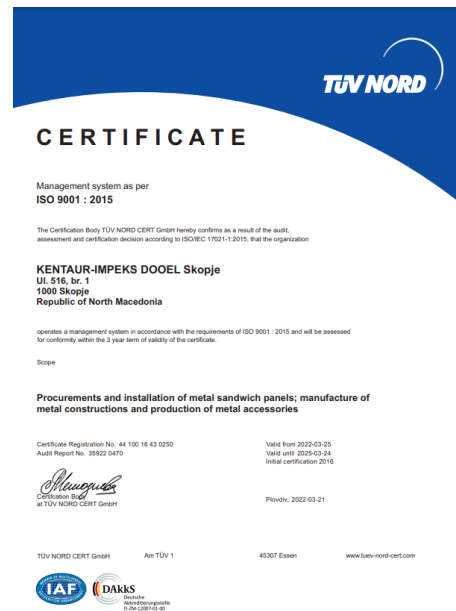 TÜV NORD
CERTIFICATE
Management system as per
ISO 9001 : 2015
The Certification Body TÜV NORD CERT GmbH hereby confirms as a result of the audit,
assessment and certification decision according to ISO/IEC 17021-1:2015, that the organization
KENTAUR-IMPEKS DOOEL Skopje
Ul. 516, br. 1
1000 Skopje
Republic of North Macedonia
operates a management system in accordance with the requirements of ISO 9001 : 2015 and will be assessed
for conformity within the 3 year term of validity of the certificate.
Scope
Procurements and installation of metal sandwich panels; manufacture of
metal constructions and production of metal accessories
Certificate Registration No. 44 100 16 43 0250
Audit Report No. 35922 0470
Valid from 2022-03-25
Valid until 2025-03-24
Initial certification 2016
Certification Body
at TÜV NORD CERT GmbH
Plovdiv, 2022-03-21
TÜV NORD CERT GmbH Am TÜV 1 45307 Essen www.tuev-nord-cert.com
IAF
DAkkS
Deutsche
Akkreditierungsstelle
D-ZM-12007-01-00